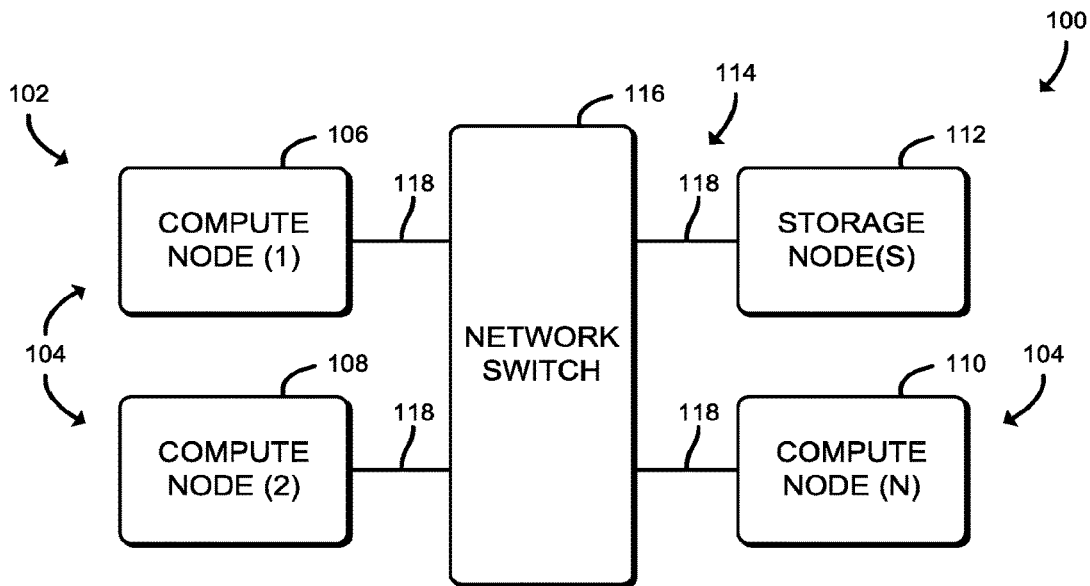 100
102
116
114
106
112
118
118
COMPUTE
NODE (1)
STORAGE
NODE(S)
NETWORK
SWITCH
104
108
110
104
118
118
COMPUTE
NODE (2)
COMPUTE
NODE (N)